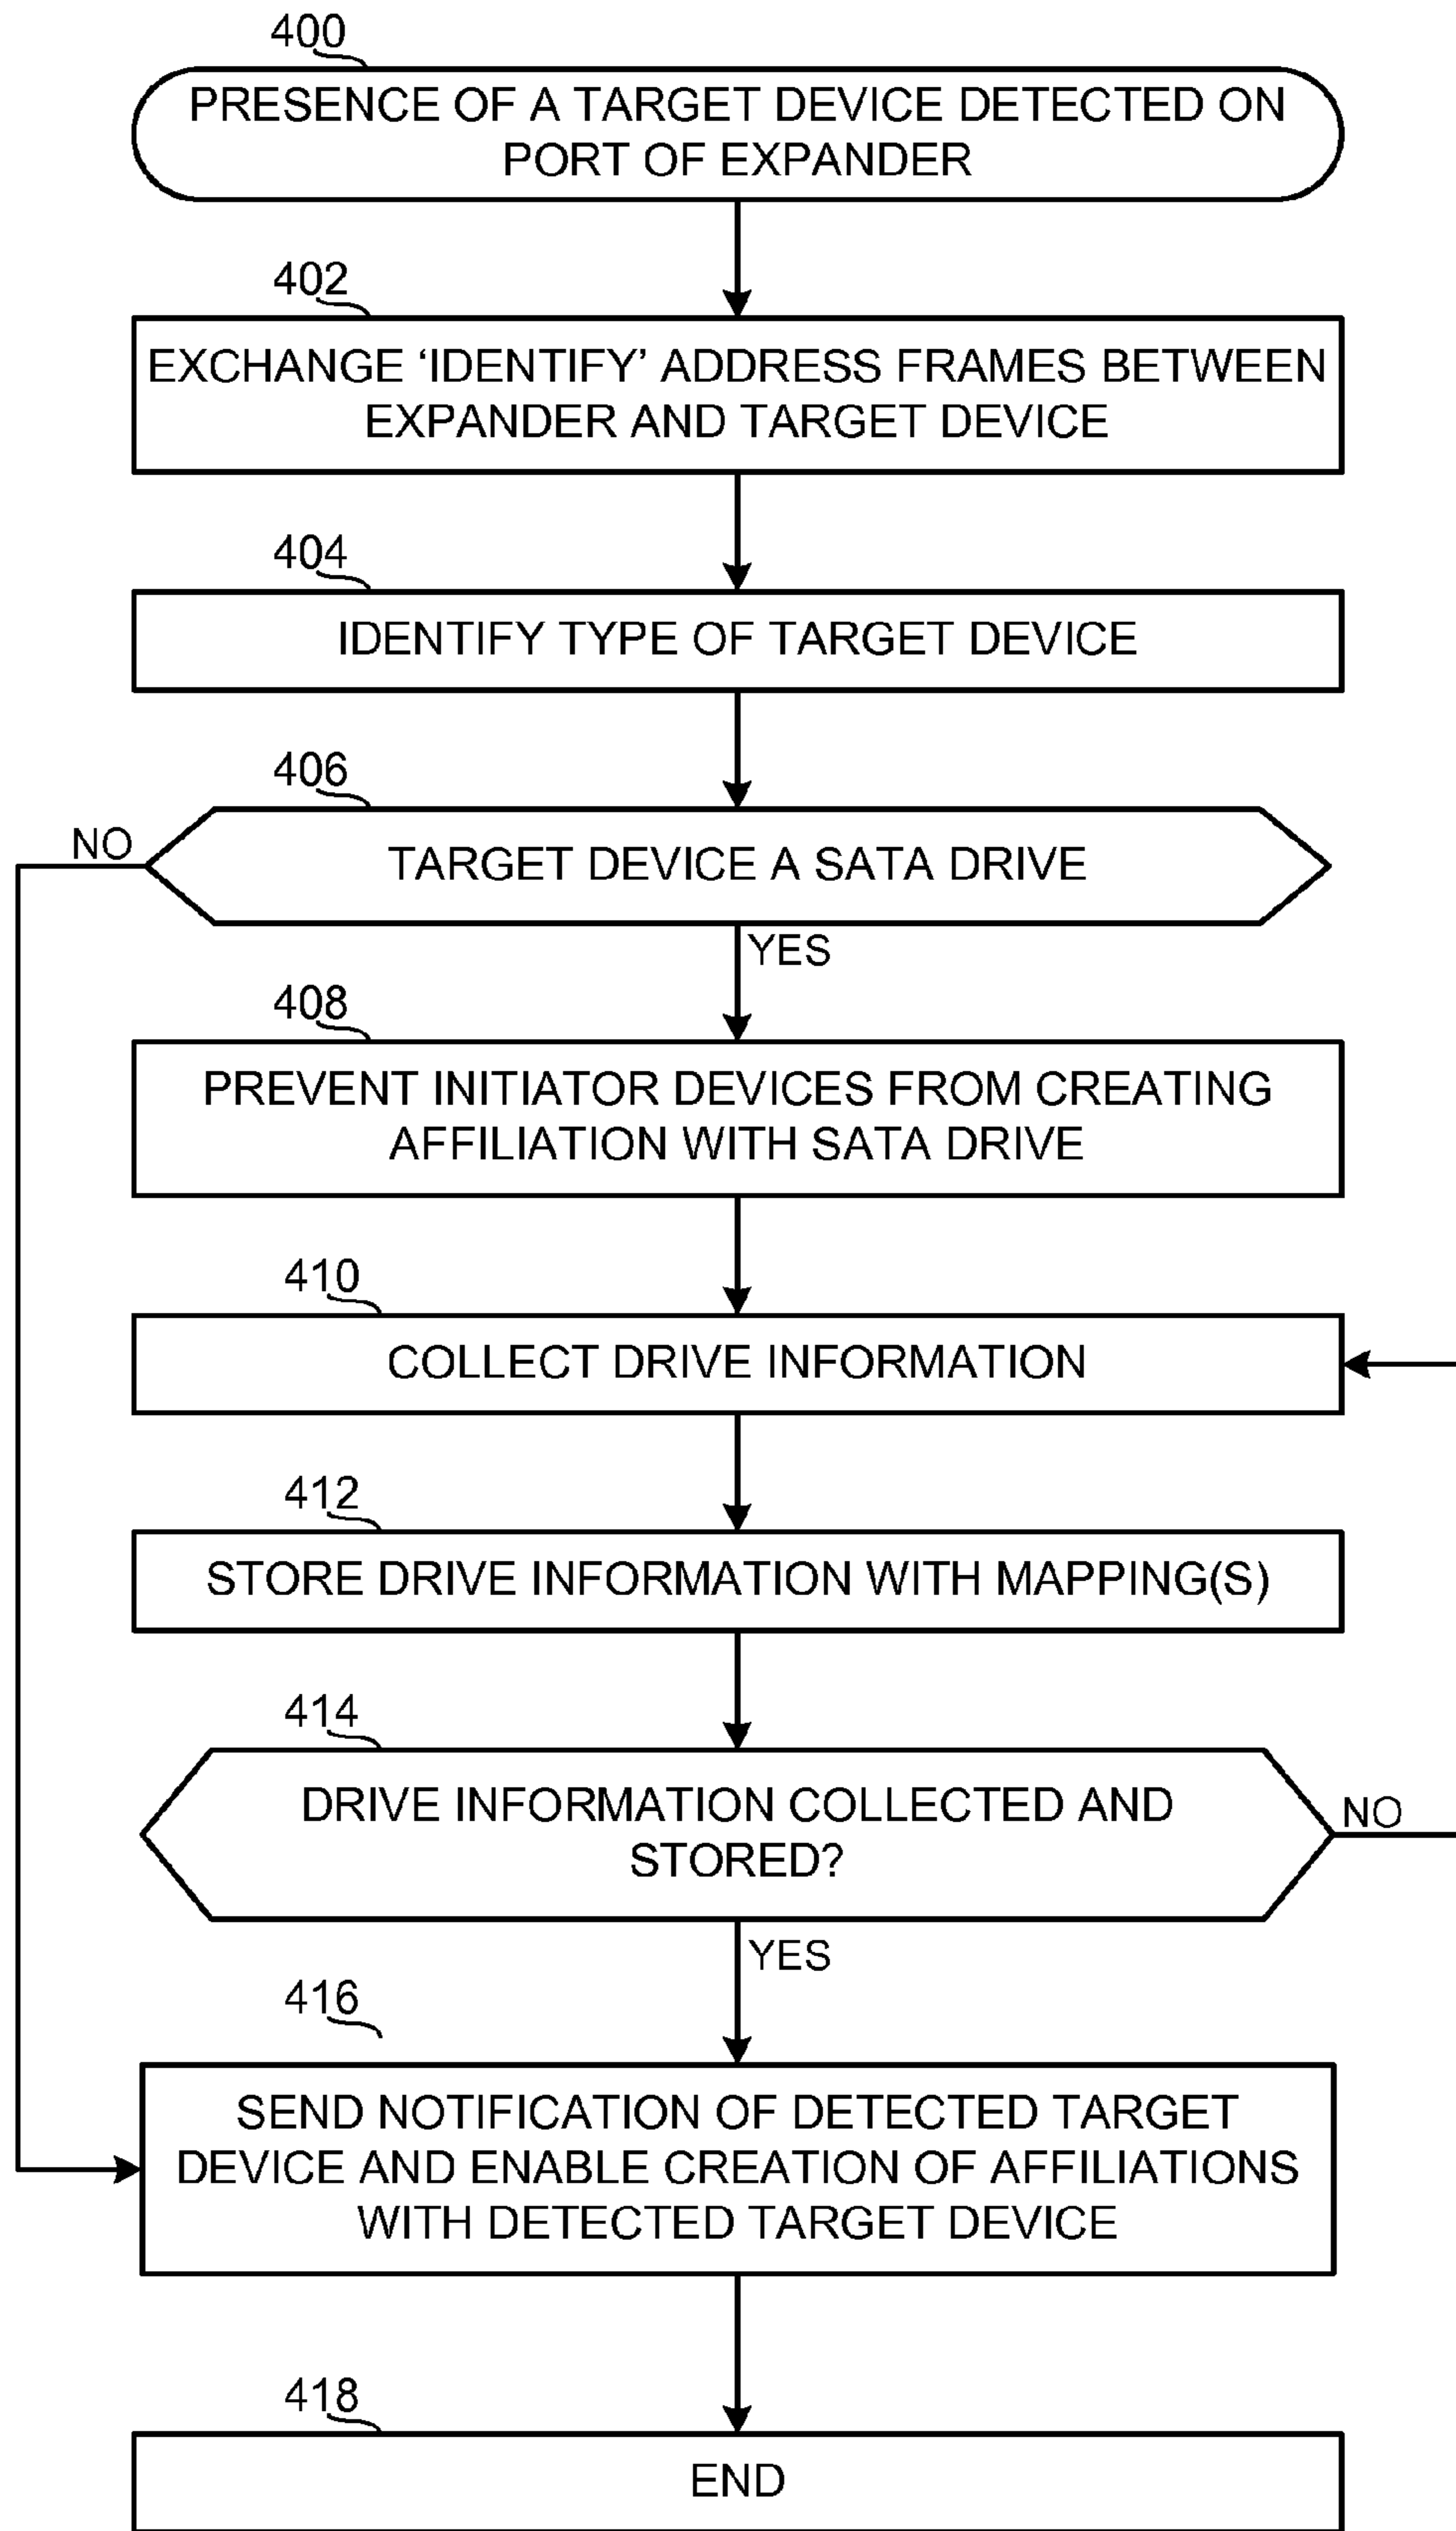 400
PRESENCE OF A TARGET DEVICE DETECTED ON
PORT OF EXPANDER
402
EXCHANGE ‘IDENTIFY’ ADDRESS FRAMES BETWEEN
EXPANDER AND TARGET DEVICE
404
IDENTIFY TYPE OF TARGET DEVICE
406
NO
TARGET DEVICE A SATA DRIVE
YES
408
PREVENT INITIATOR DEVICES FROM CREATING
AFFILIATION WITH SATA DRIVE
410
COLLECT DRIVE INFORMATION
412
STORE DRIVE INFORMATION WITH MAPPING(S)
414
DRIVE INFORMATION COLLECTED AND
STORED?
NO
YES
416
SEND NOTIFICATION OF DETECTED TARGET
DEVICE AND ENABLE CREATION OF AFFILIATIONS
WITH DETECTED TARGET DEVICE
418
END